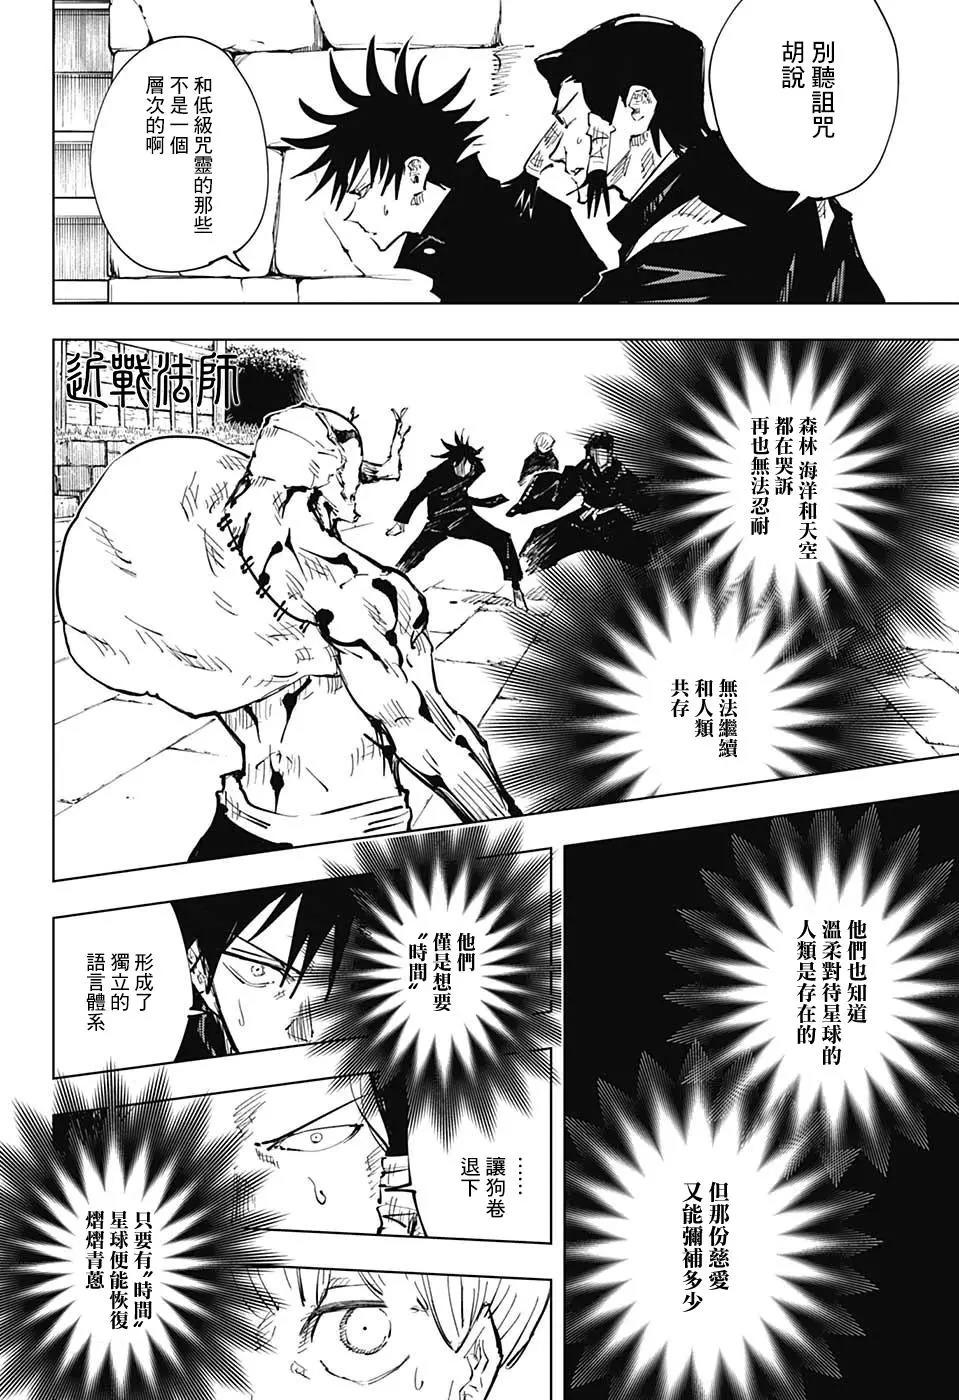 別聽詛咒
胡說
和低級咒靈的那些
不是一個
層次的啊
近戰法師
森林 海洋和天空
都在哭訴
再也無法忍耐
無法繼續
和人類
共存
他們也知道
溫柔對待星球的
人類是存在的
但那份慈愛
又能彌補多少
他們
僅是想要
〝時間〞
形成了
獨立的
語言體系
……
讓狗卷
退下
只要有〝時間〞
星球便能恢復
熠熠青蔥